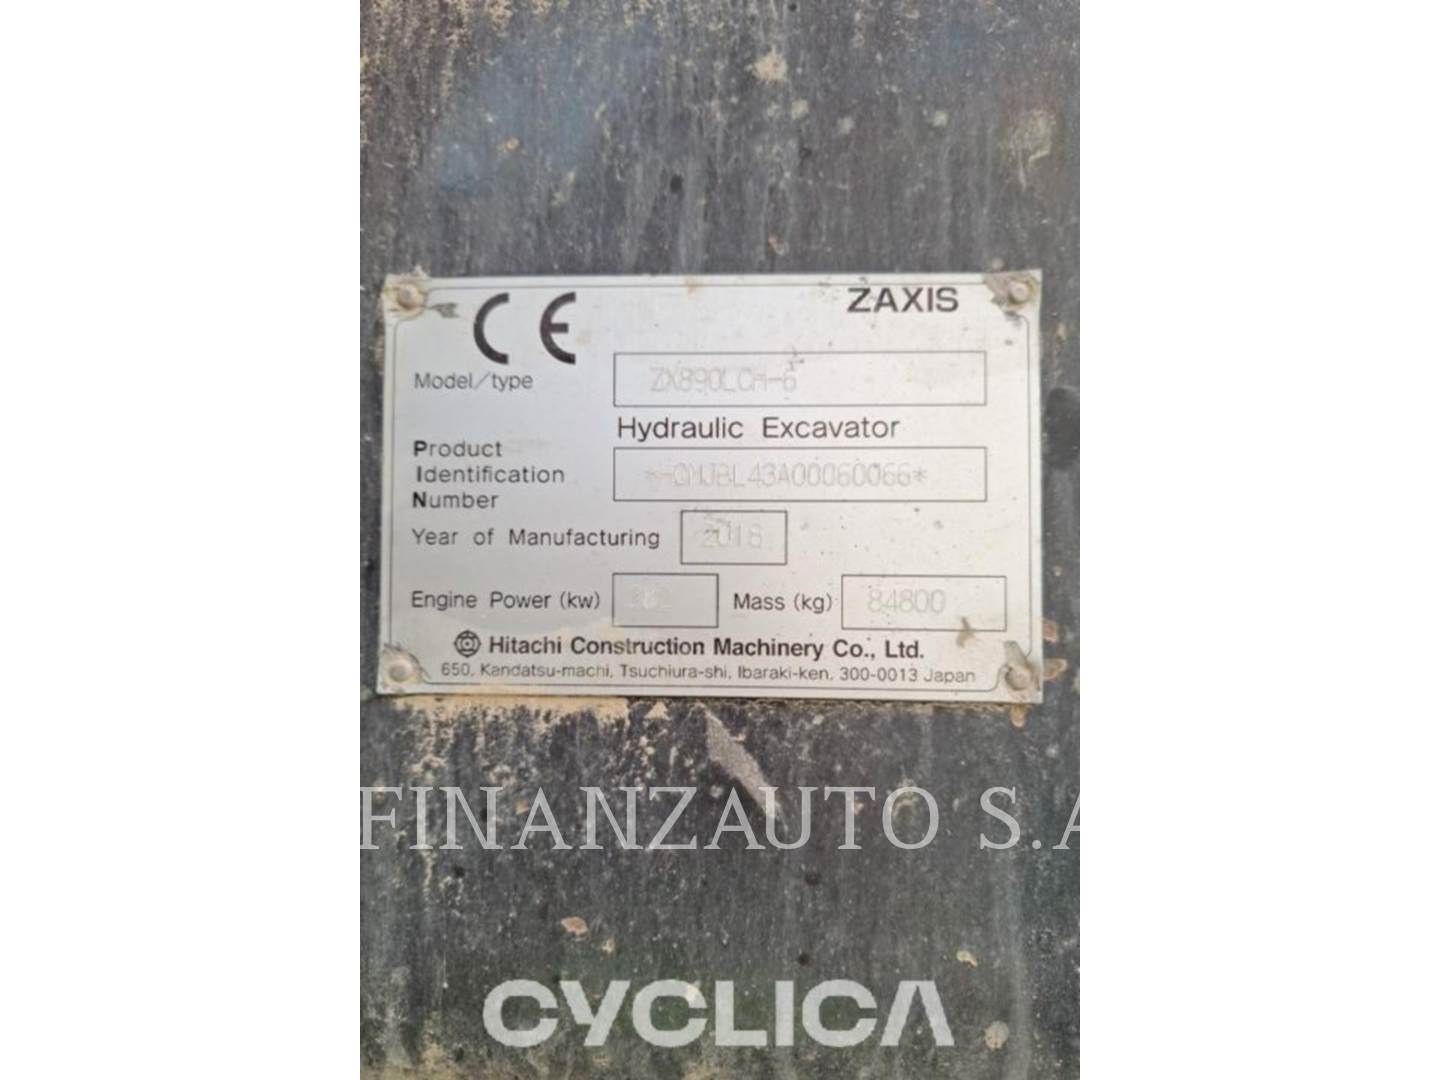 CE
ZAXIS
Model/type ZX890LCH-6
Hydraulic Excavator
Product
Identification
Number *HCMJBL43A00060066*
Year of Manufacturing 2018
Engine Power (kw) Mass (kg) 84800
Hitachi Construction Machinery Co., Ltd.
650, Kandatsu-machi, Tsuchiura-shi, Ibaraki-ken, 300-0013 Japan
FINANZAUTO S.A
CYCLICA